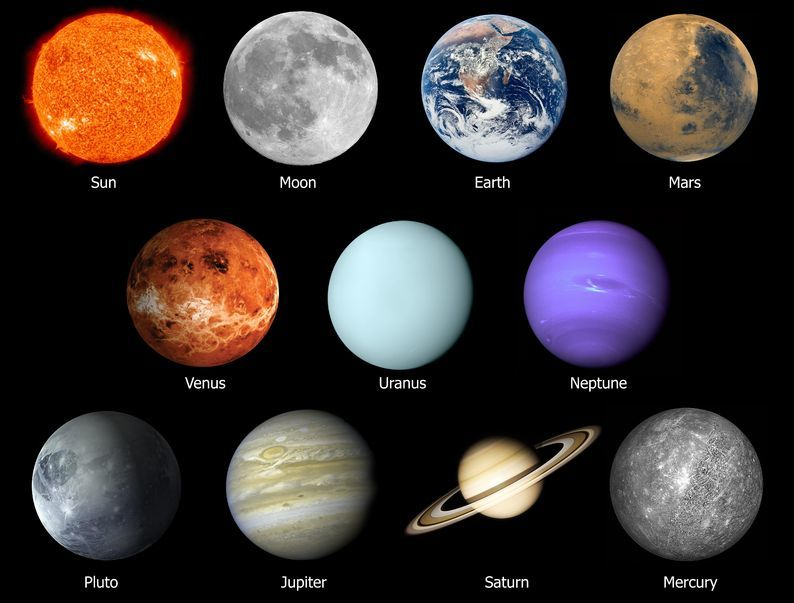 Sun
Moon
Earth
Mars
Venus
Uranus
Neptune
Pluto
Jupiter
Saturn
Mercury